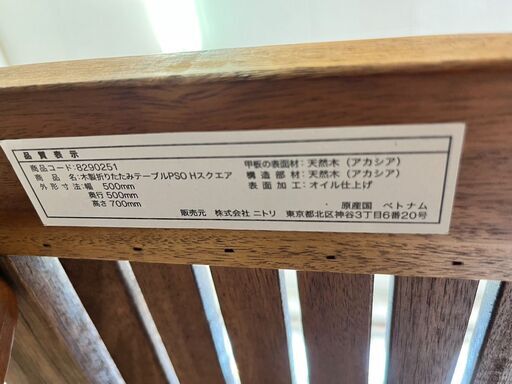 品質表示
商品コード:8290251
商品名:木製折りたたみテーブルPSO Hスクエア
外形寸法:幅 500mm
奥行 500mm
高さ 700mm
甲板の表面材:天然木(アカシア)
構造部材:天然木(アカシア)
表面加工:オイル仕上げ
原産国 ベトナム
販売元 株式会社ニトリ 東京都北区神谷3丁目6番20号